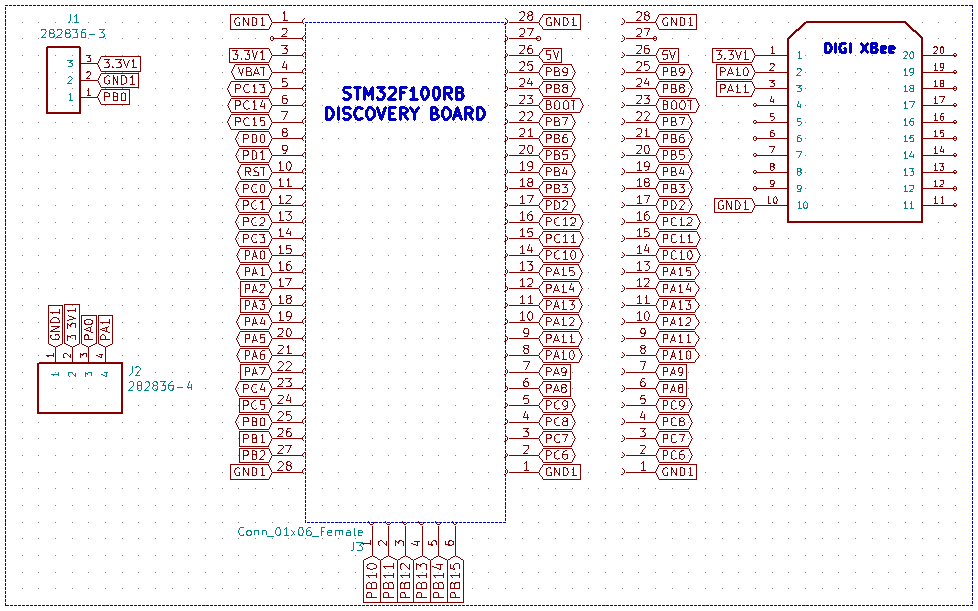 J1
282836-3
3 3 3.3V1
2 2 GND1
1 1 PB0
GND1 1
2
3.3V1 3
VBAT 4
PC13 5
PC14 6
PC15 7
PD0 8
PD1 9
RST 10
PC0 11
PC1 12
PC2 13
PC3 14
PA0 15
PA1 16
PA2 17
PA3 18
PA4 19
PA5 20
PA6 21
PA7 22
PC4 23
PC5 24
PB0 25
PB1 26
PB2 27
GND1 28
STM32F100RB
DISCOVERY BOARD
28 GND1
27
26 5V
25 PB9
24 PB8
23 BOOT
22 PB7
21 PB6
20 PB5
19 PB4
18 PB3
17 PD2
16 PC12
15 PC11
14 PC10
13 PA15
12 PA14
11 PA13
10 PA12
9 PA11
8 PA10
7 PA9
6 PA8
5 PC9
4 PC8
3 PC7
2 PC6
1 GND1
28 GND1
27
26 5V
25 PB9
24 PB8
23 BOOT
22 PB7
21 PB6
20 PB5
19 PB4
18 PB3
17 PD2
16 PC12
15 PC11
14 PC10
13 PA15
12 PA14
11 PA13
10 PA12
9 PA11
8 PA10
7 PA9
6 PA8
5 PC9
4 PC8
3 PC7
2 PC6
1 GND1
DIGI XBee
3.3V1 1 1 20 20
PA10 2 2 19 19
PA11 3 3 18 18
4 4 17 17
5 5 16 16
6 6 15 15
7 7 14 14
8 8 13 13
9 9 12 12
GND1 10 10 11 11
GND1 1 1
3.3V1 2 2
PA0 3 3
PA1 4 4
J2
282836-4
Conn_01x06_Female
J3
1 PB10
2 PB11
3 PB12
4 PB13
5 PB14
6 PB15